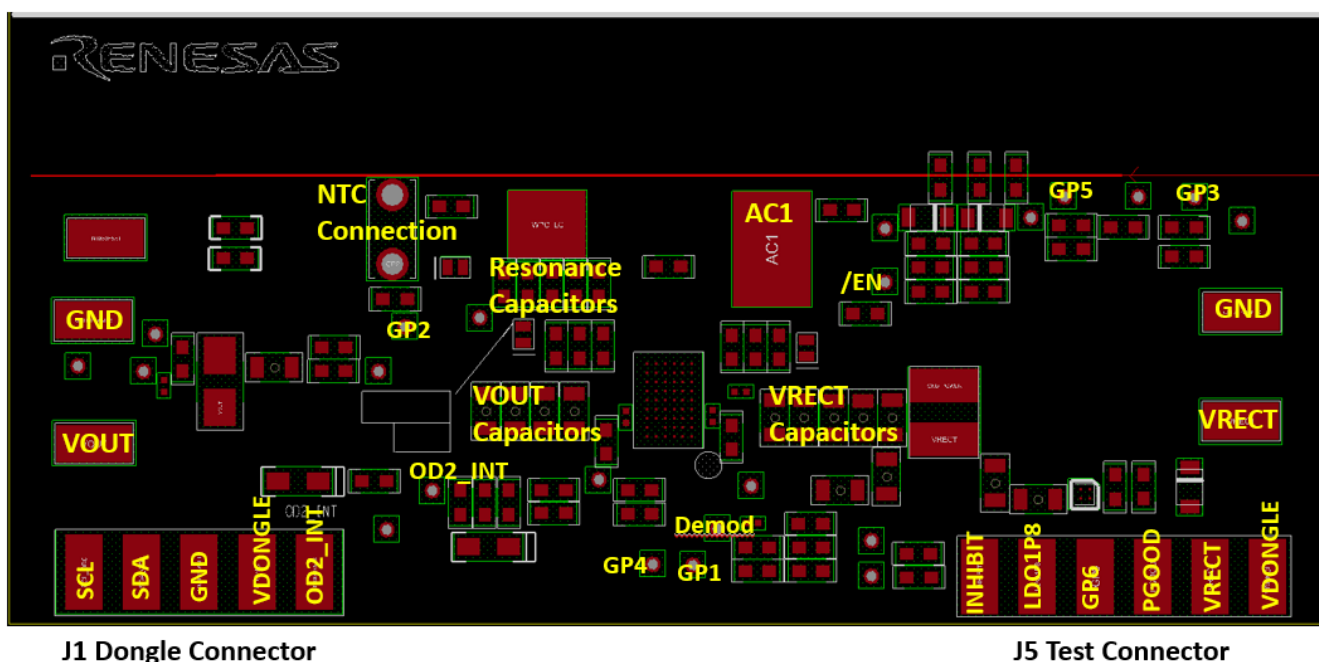 RENESAS
NTC
Connection
AC1
AC1
GP5
GP3
Resonance
Capacitors
/EN
GND
GP2
GND
VOUT
Capacitors
VRECT
Capacitors
VRECT
VOUT
VRECT
OD2_INT
OD2_INT
Demod
GP4
GP1
SCL
SDA
GND
VDONGLE
OD2_INT
INHIBIT
LDO1P8
GP6
PGOOD
VRECT
VDONGLE
J1 Dongle Connector
J5 Test Connector